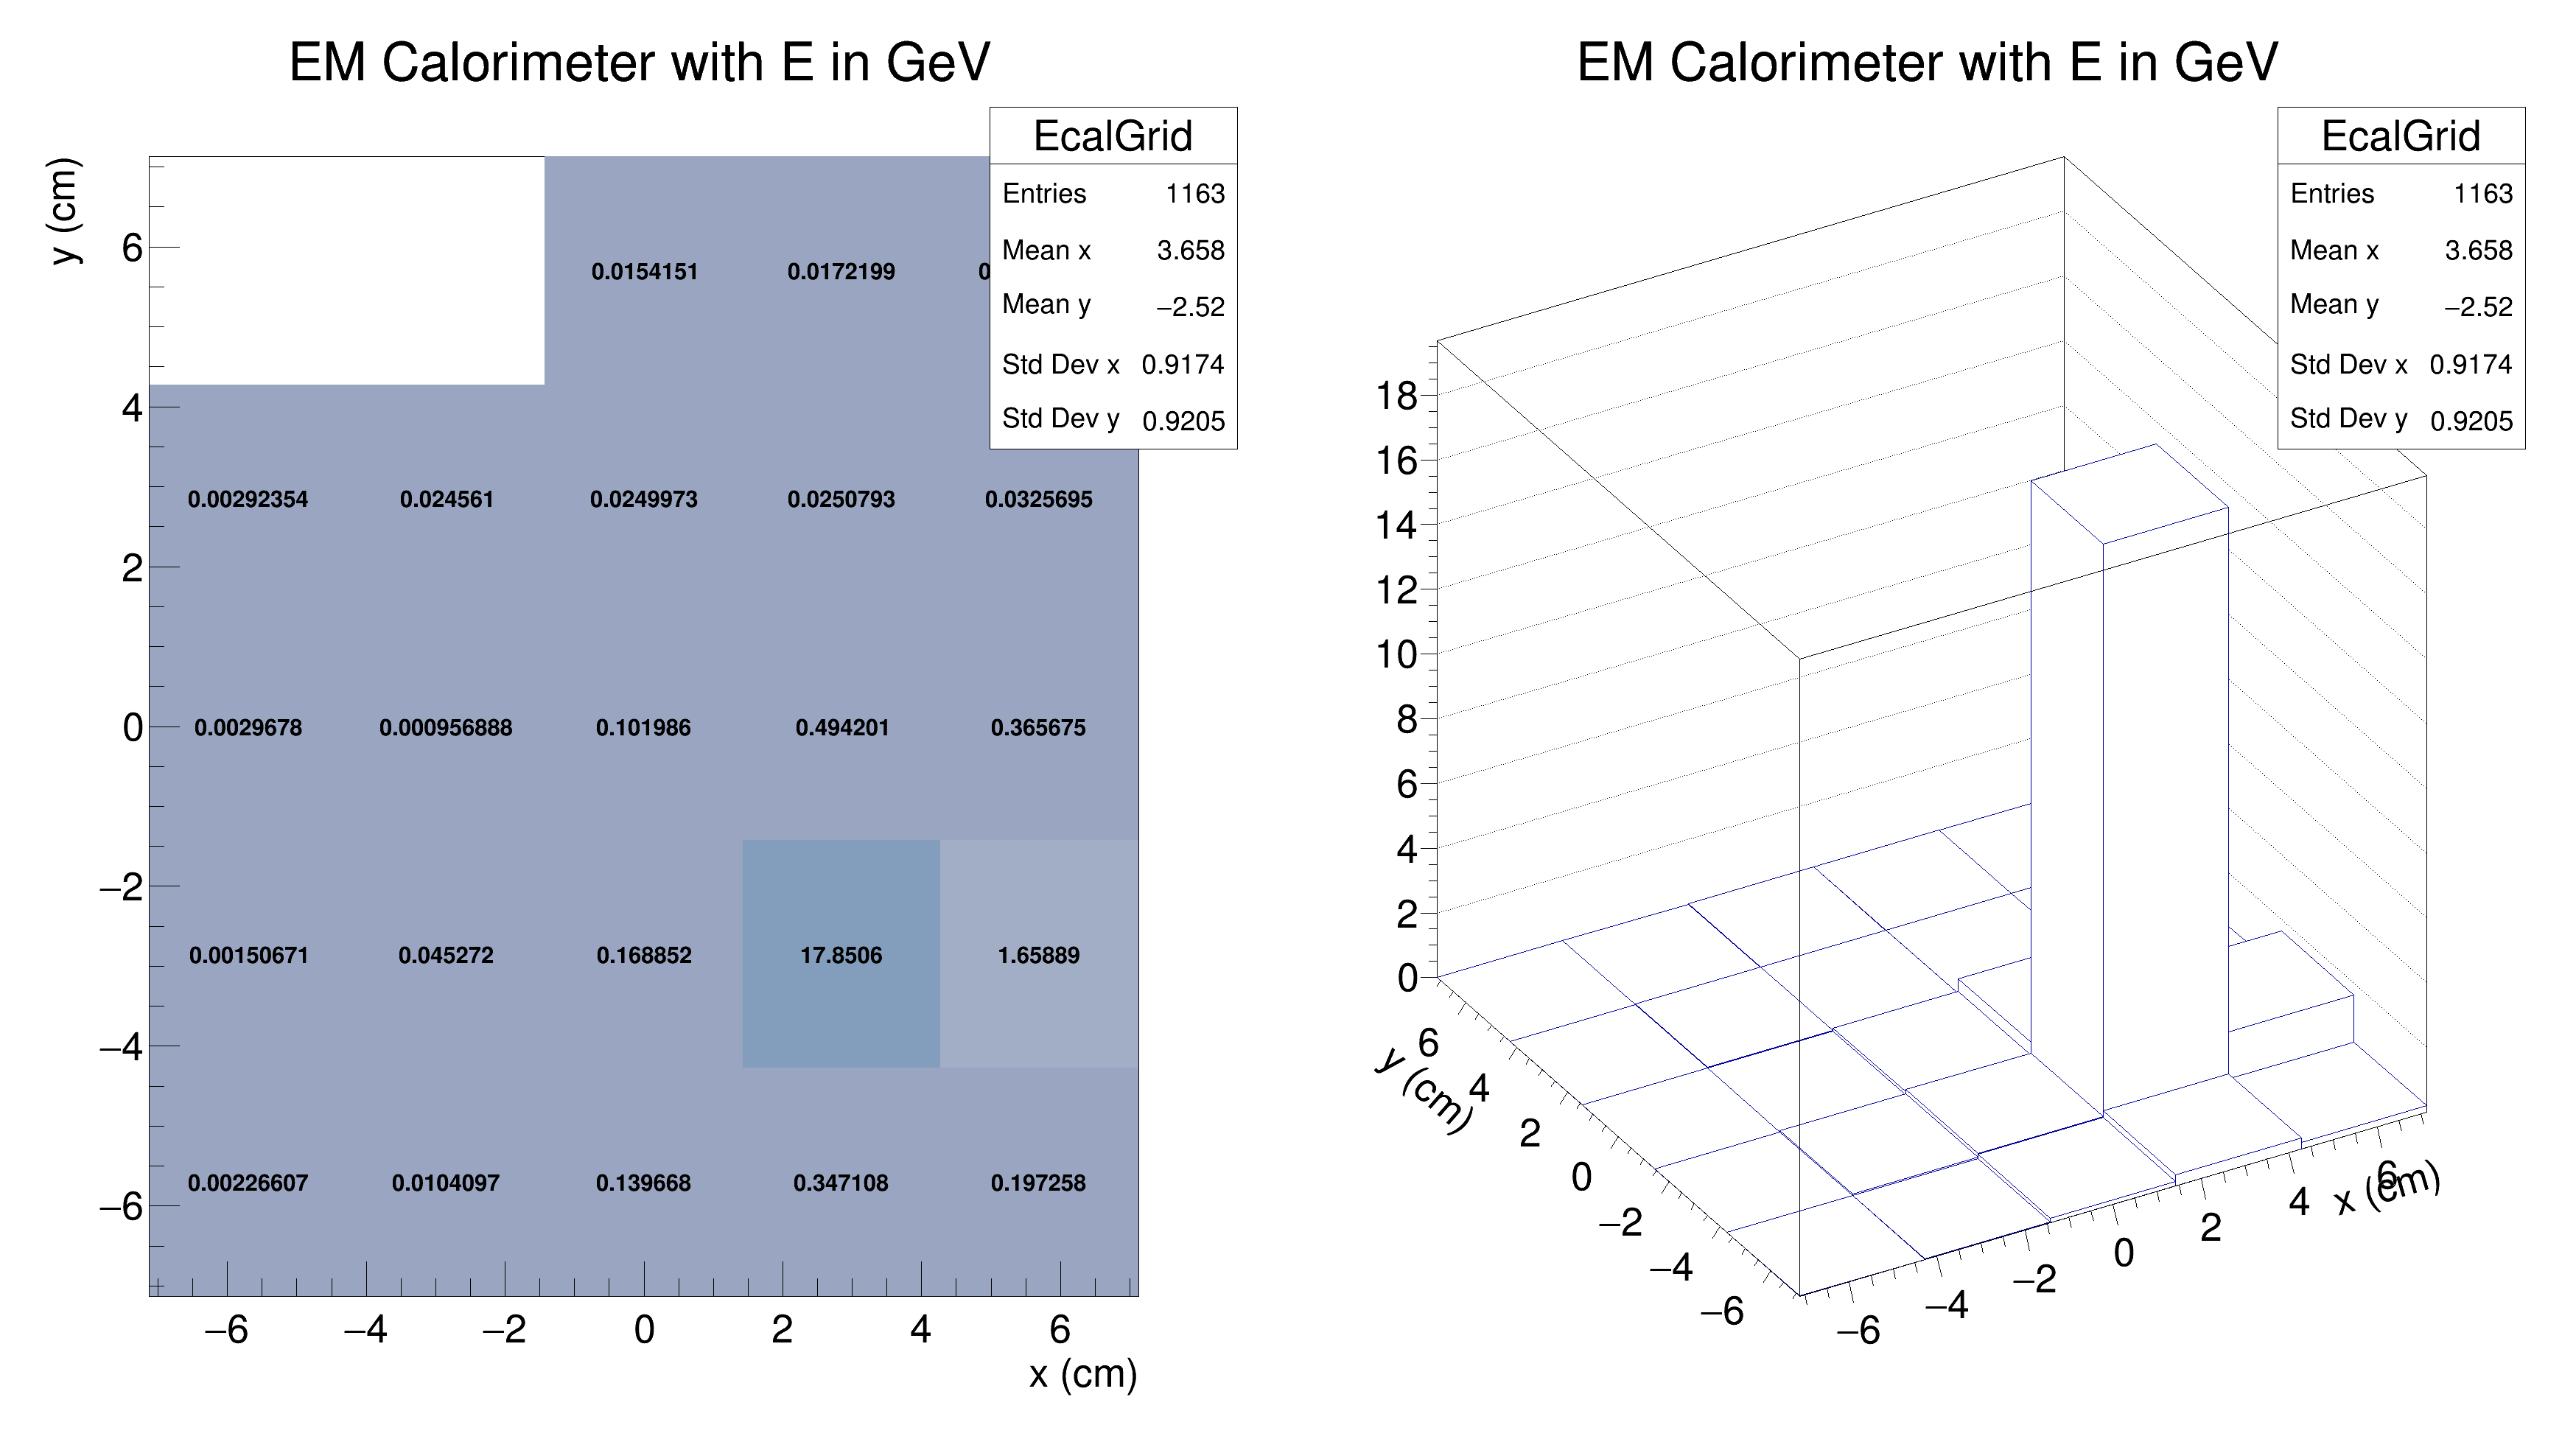 EM Calorimeter with E in GeV
EcalGrid
Entries 1163
Mean x 3.658
Mean y −2.52
Std Dev x 0.9174
Std Dev y 0.9205
y (cm)
6
4
2
0
−2
−4
−6
0.0154151 0.0172199 0
0.00292354 0.024561 0.0249973 0.0250793 0.0325695
0.0029678 0.000956888 0.101986 0.494201 0.365675
0.00150671 0.045272 0.168852 17.8506 1.65889
0.00226607 0.0104097 0.139668 0.347108 0.197258
−6 −4 −2 0 2 4 6
x (cm)
EM Calorimeter with E in GeV
EcalGrid
Entries 1163
Mean x 3.658
Mean y −2.52
Std Dev x 0.9174
Std Dev y 0.9205
18
16
14
12
10
8
6
4
2
0
y (cm)
6
4
2
0
−2
−4
−6
−6
−4
−2
0
2
4
6
x (cm)